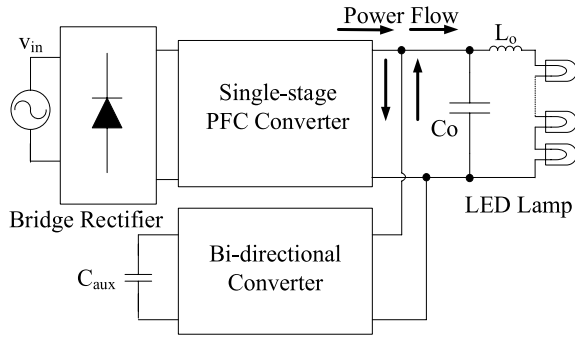 Power Flow
v_in
L_o
Single-stage
PFC Converter
Co
Bridge Rectifier
LED Lamp
Bi-directional
Converter
C_aux